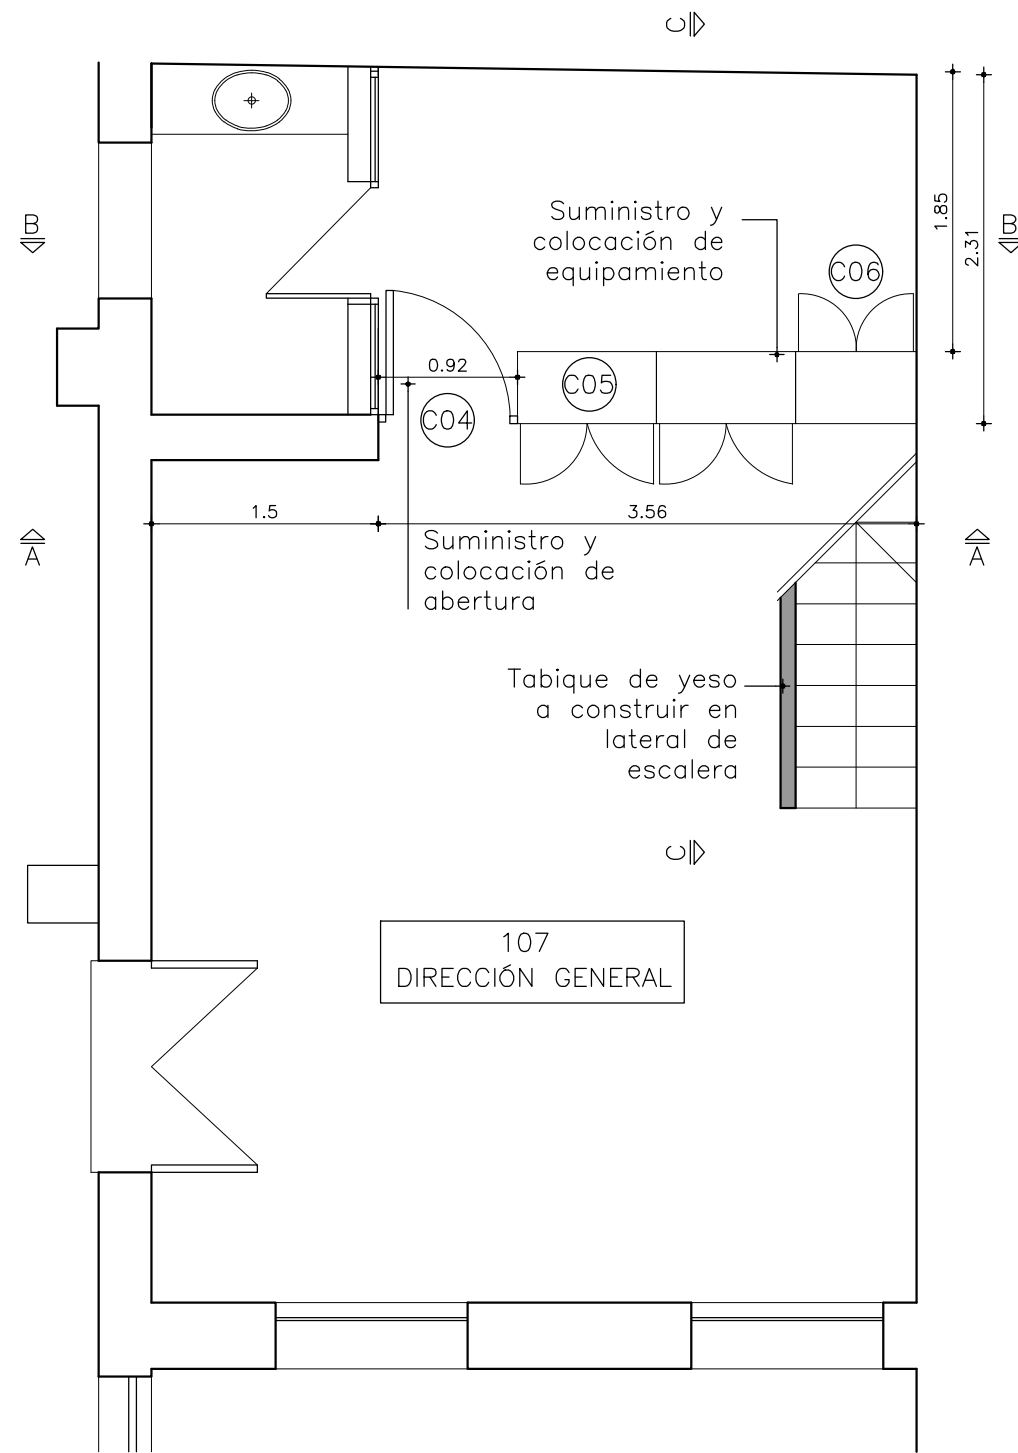 C
B
Suministro y
colocación de
equipamiento
C06
1.85
2.31
B
0.92
C05
C04
1.5
3.56
A
Suministro y
colocación de
abertura
A
Tabique de yeso
a construir en
lateral de
escalera
C
107
DIRECCIÓN GENERAL